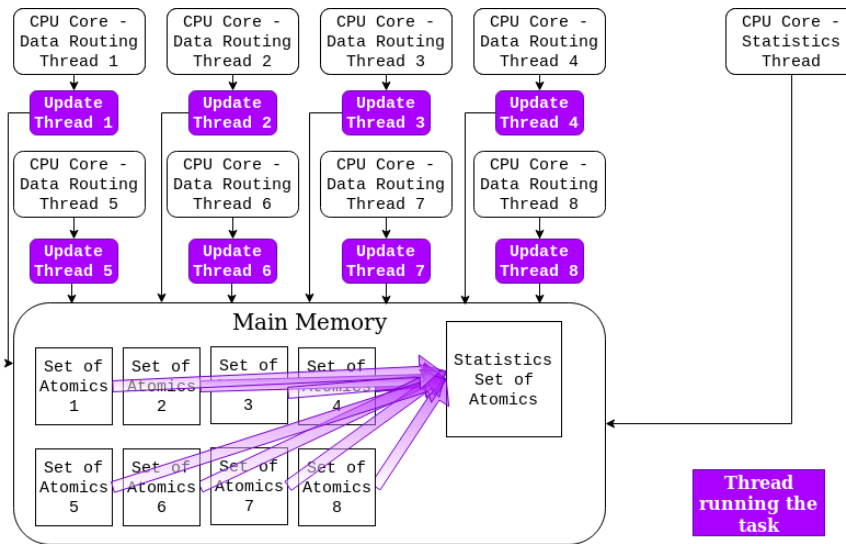 CPU Core -
Data Routing
Thread 1
CPU Core -
Data Routing
Thread 2
CPU Core -
Data Routing
Thread 3
CPU Core -
Data Routing
Thread 4
CPU Core -
Statistics
Thread
Update
Thread 1
Update
Thread 2
Update
Thread 3
Update
Thread 4
CPU Core -
Data Routing
Thread 5
CPU Core -
Data Routing
Thread 6
CPU Core -
Data Routing
Thread 7
CPU Core -
Data Routing
Thread 8
Update
Thread 5
Update
Thread 6
Update
Thread 7
Update
Thread 8
Main Memory
Set of
Atomics
1
Set of
Atomics
2
Set of
Atomics
3
Set of
Atomics
4
Statistics
Set of
Atomics
Set of
Atomics
5
Set of
Atomics
6
Set of
Atomics
7
Set of
Atomics
8
Thread
running the
task